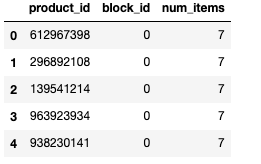 product_id block_id num_items
0 612967398 0 7
1 296892108 0 7
2 139541214 0 7
3 963923934 0 7
4 938230141 0 7